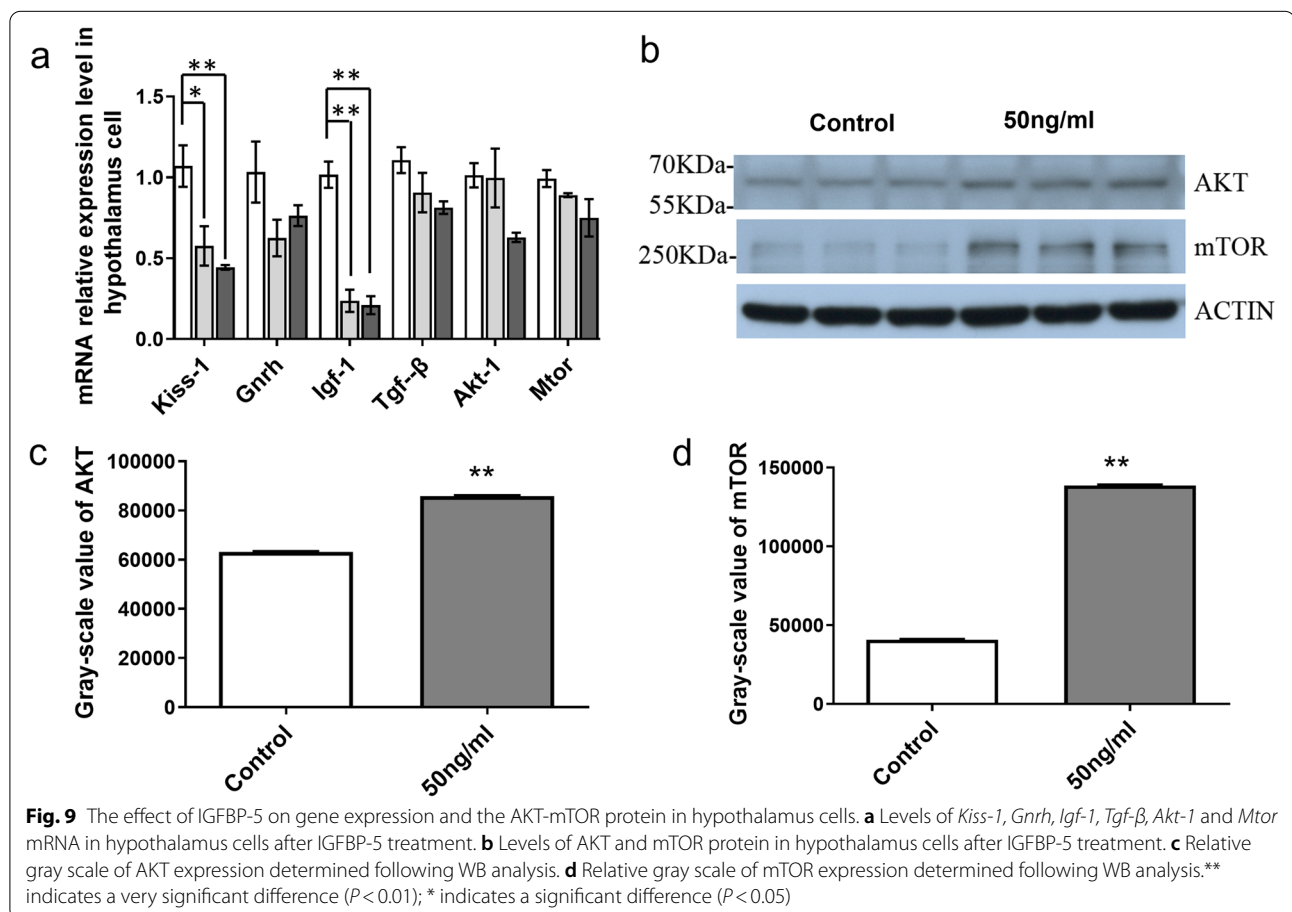 a
mRNA relative expression level in
hypothalamus cell
1.5
1.0
0.5
0.0
**
*
**
**
Kiss-1
Gnrh
Igf-1
Tgf--β
Akt-1
Mtor
b
Control
50ng/ml
70KDa-
55KDa-
250KDa-
AKT
mTOR
ACTIN
c
Gray-scale value of AKT
100000
80000
60000
40000
20000
0
**
Control
50ng/ml
d
Gray-scale value of mTOR
150000
100000
50000
0
**
Control
50ng/ml
Fig. 9 The effect of IGFBP-5 on gene expression and the AKT-mTOR protein in hypothalamus cells. a Levels of Kiss-1, Gnrh, Igf-1, Tgf-β, Akt-1 and Mtor
mRNA in hypothalamus cells after IGFBP-5 treatment. b Levels of AKT and mTOR protein in hypothalamus cells after IGFBP-5 treatment. c Relative
gray scale of AKT expression determined following WB analysis. d Relative gray scale of mTOR expression determined following WB analysis.**
indicates a very significant difference (P < 0.01); * indicates a significant difference (P < 0.05)